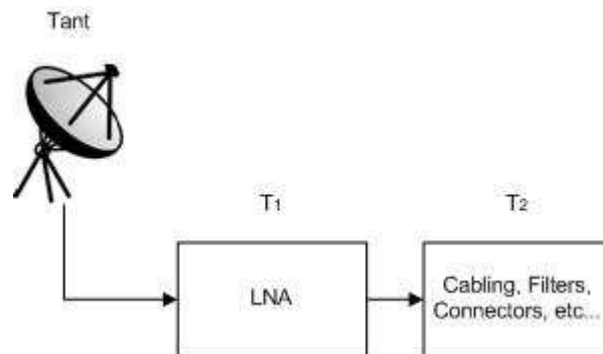 Tant
T1
T2
LNA
Cabling, Filters,
Connectors, etc...